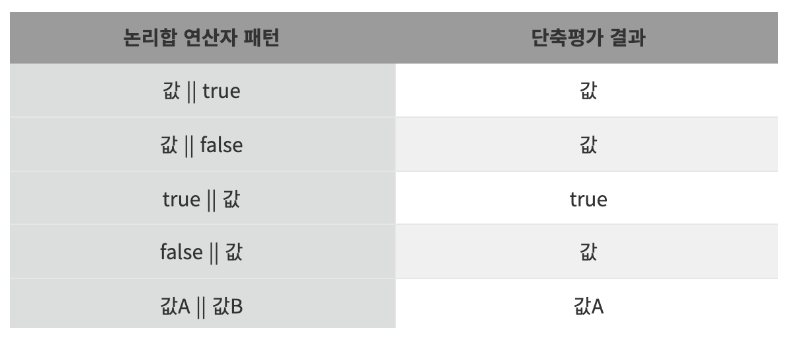 논리합 연산자 패턴 단축평가 결과
값 || true 값
값 || false 값
true || 값 true
false || 값 값
값A || 값B 값A